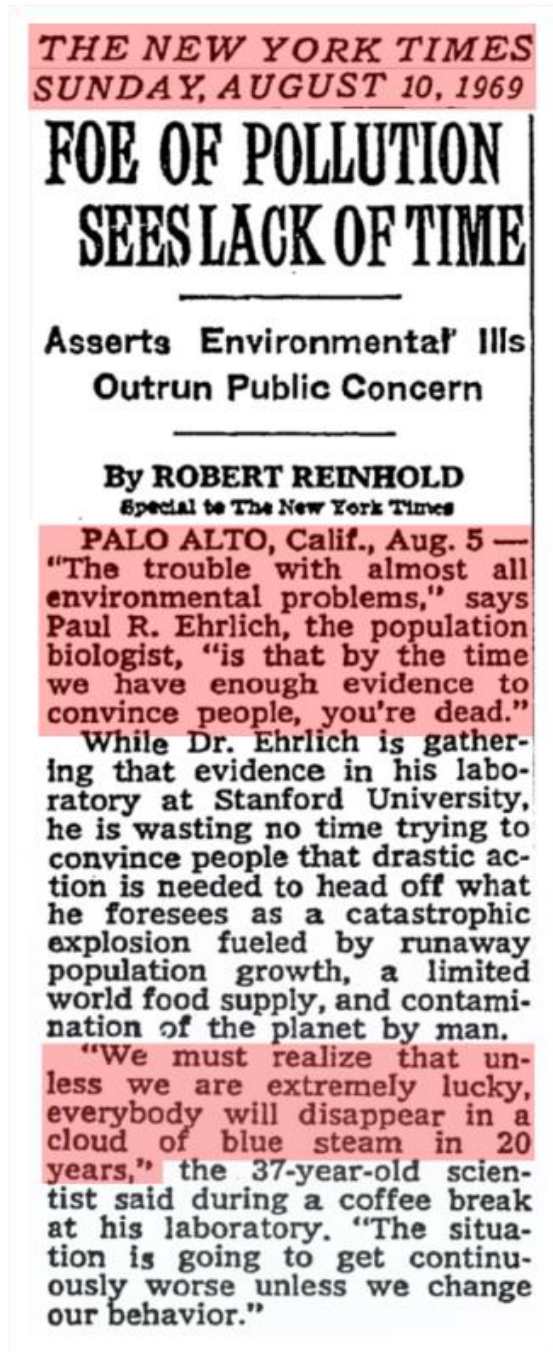 THE NEW YORK TIMES
SUNDAY, AUGUST 10, 1969
FOE OF POLLUTION
SEES LACK OF TIME
Asserts Environmental Ills
Outrun Public Concern
By ROBERT REINHOLD
Special to The New York Times
PALO ALTO, Calif., Aug. 5 —
"The trouble with almost all
environmental problems," says
Paul R. Ehrlich, the population
biologist, "is that by the time
we have enough evidence to
convince people, you're dead."
While Dr. Ehrlich is gather-
ing that evidence in his labo-
ratory at Stanford University,
he is wasting no time trying to
convince people that drastic ac-
tion is needed to head off what
he foresees as a catastrophic
explosion fueled by runaway
population growth, a limited
world food supply, and contami-
nation of the planet by man.
"We must realize that un-
less we are extremely lucky,
everybody will disappear in a
cloud of blue steam in 20
years," the 37-year-old scien-
tist said during a coffee break
at his laboratory. "The situa-
tion is going to get continu-
ously worse unless we change
our behavior."